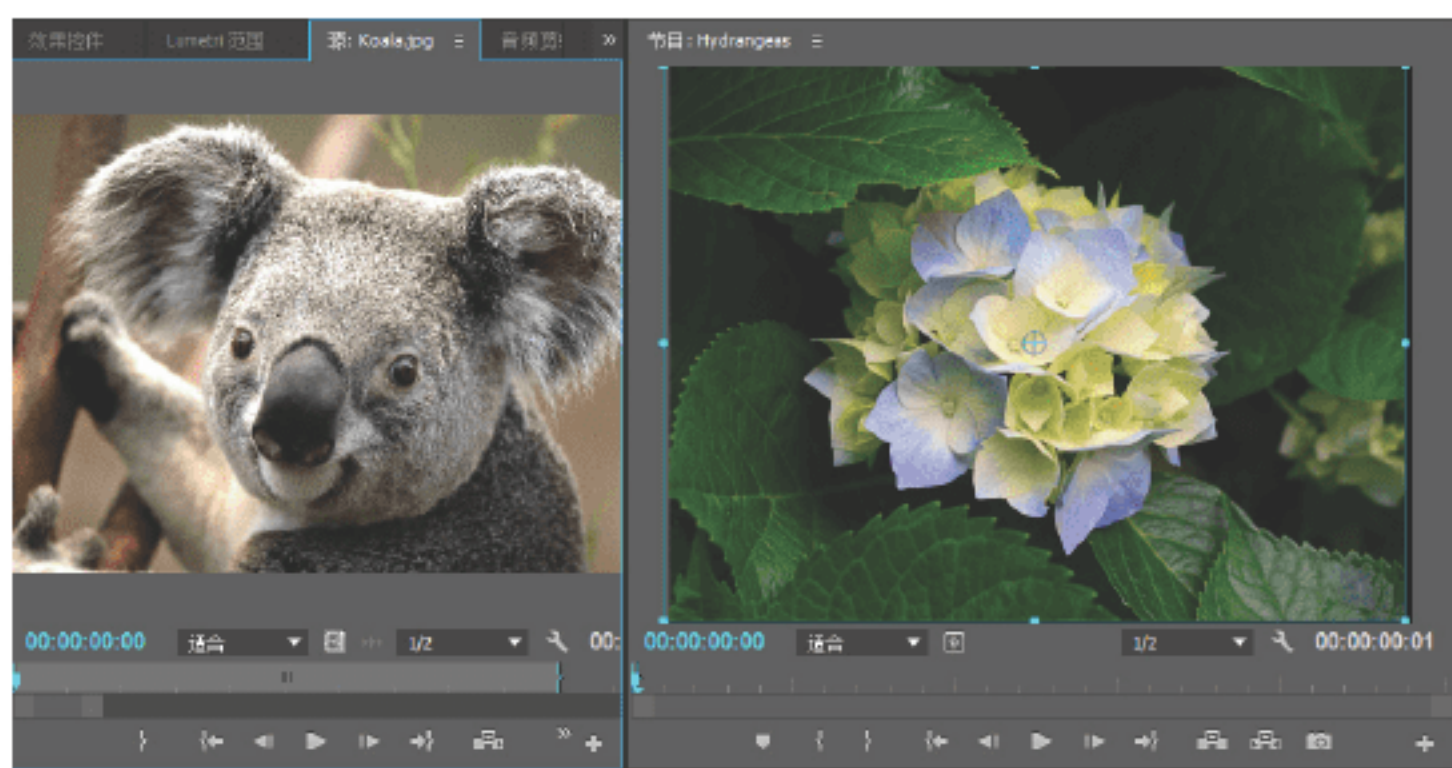 效果控件 Lumetri 范围 源: Koala.jpg 音频剪 节目: Hydrangeas
00:00:00:00 适合 1/2 00: 00:00:00:00 适合 1/2 00:00:00:01